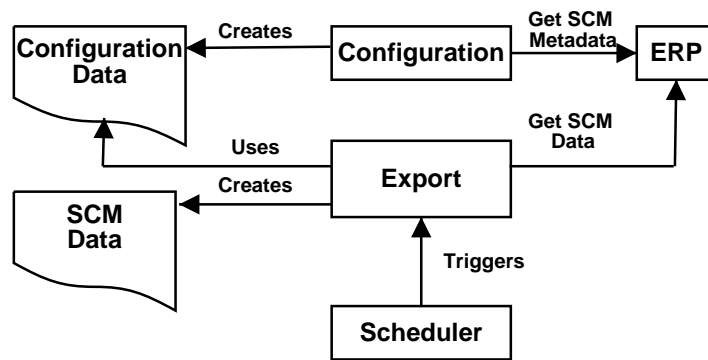 Configuration
Data
Creates
Configuration
Get SCM
Metadata
ERP
Uses
Get SCM
Data
Creates
Export
SCM
Data
Triggers
Scheduler